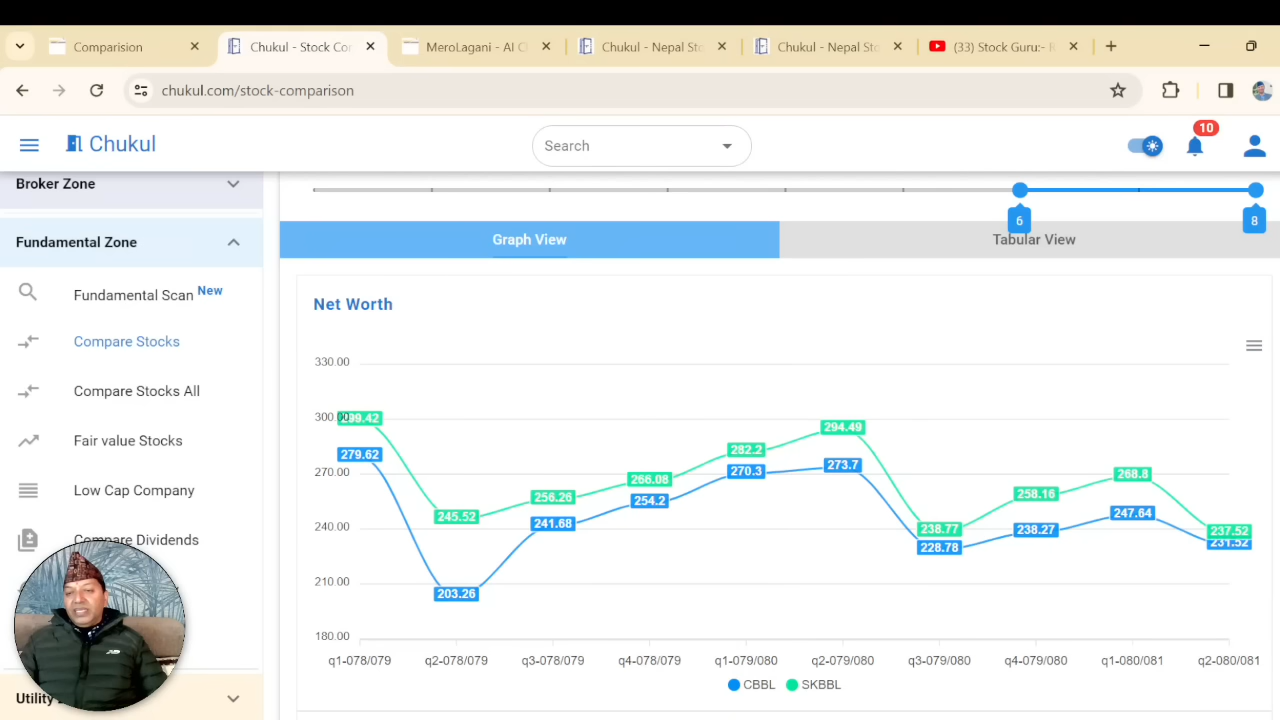 Comparision
Chukul - Stock Co
MeroLagani - AI C
Chukul - Nepal Sto
Chukul - Nepal Sto
(33) Stock Guru:- R
chukul.com/stock-comparison
Chukul
Search
10
Broker Zone
Fundamental Zone
Fundamental Scan New
Compare Stocks
Compare Stocks All
Fair value Stocks
Low Cap Company
Compare Dividends
Utility
6
8
Graph View
Tabular View
Net Worth
330.00
300.00
270.00
240.00
210.00
180.00
299.42
245.52
256.26
266.08
282.2
294.49
238.77
258.16
268.8
237.52
279.62
203.26
241.68
254.2
270.3
273.7
228.78
238.27
247.64
231.52
q1-078/079
q2-078/079
q3-078/079
q4-078/079
q1-079/080
q2-079/080
q3-079/080
q4-079/080
q1-080/081
q2-080/081
CBBL
SKBBL